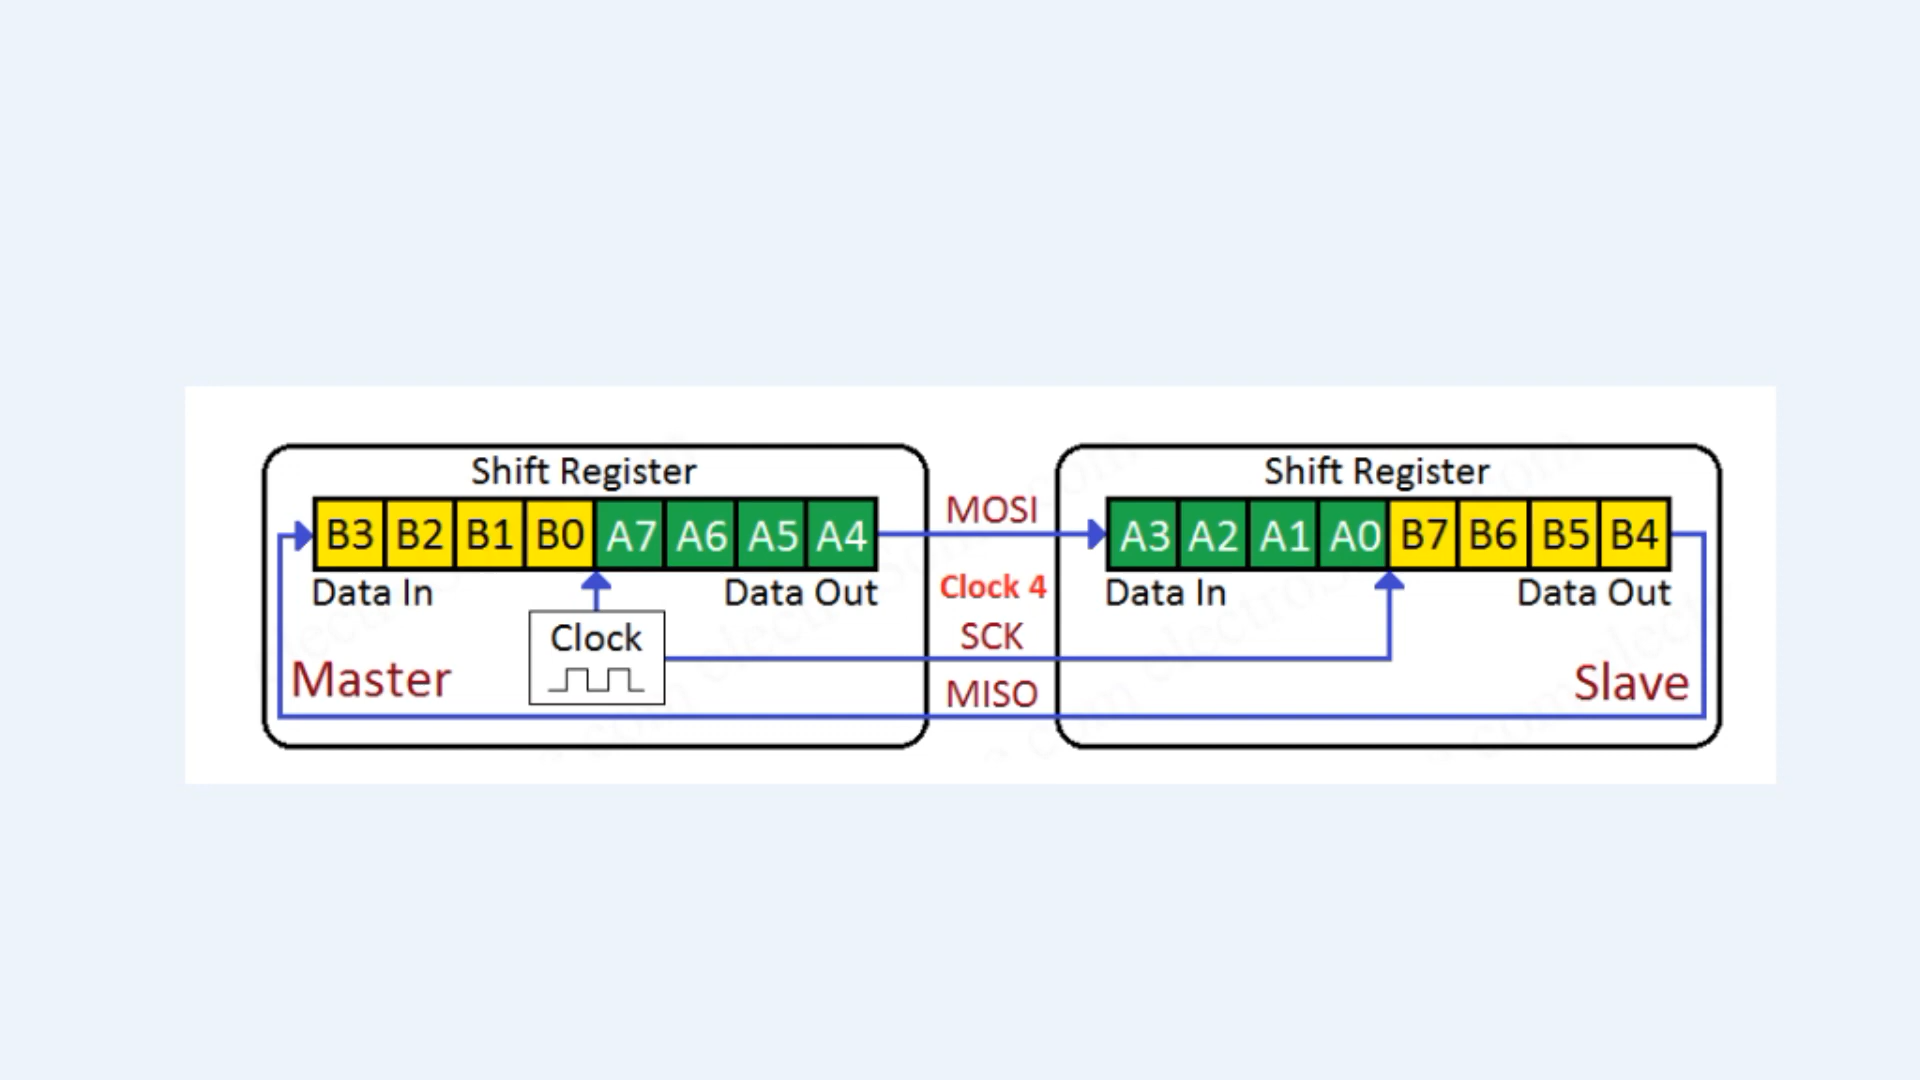 Shift Register
B3 B2 B1 B0 A7 A6 A5 A4
Data In
Data Out
Clock
Master
MOSI
Clock 4
SCK
MISO
Shift Register
A3 A2 A1 A0 B7 B6 B5 B4
Data In
Data Out
Slave